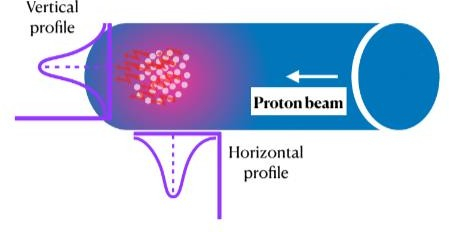 Vertical
profile
Proton beam
Horizontal
profile